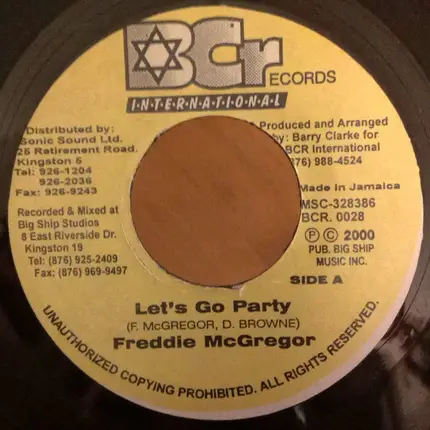 BCr ECORDS
INTERNATIONAL
Distributed by:
Sonic Sound Ltd.
25 Retirement Road.
Kingston 5
Tel: 926-1204
926-2036
Fax: 926-9243
Recorded & Mixed at
Big Ship Studios
8 East Riverside Dr.
Kingston 19
Tel: (876) 925-2409
Fax: (876) 969-9497
Produced and Arranged
by: Barry Clarke for
BCR International
(876) 988-4524
Made in Jamaica
MSC-328386
BCR. 0028
Ⓟ © 2000
PUB. BIG SHIP
MUSIC INC.
SIDE A
Let's Go Party
(F. McGREGOR, D. BROWNE)
Freddie McGregor
UNAUTHORIZED COPYING PROHIBITED. ALL RIGHTS RESERVED.